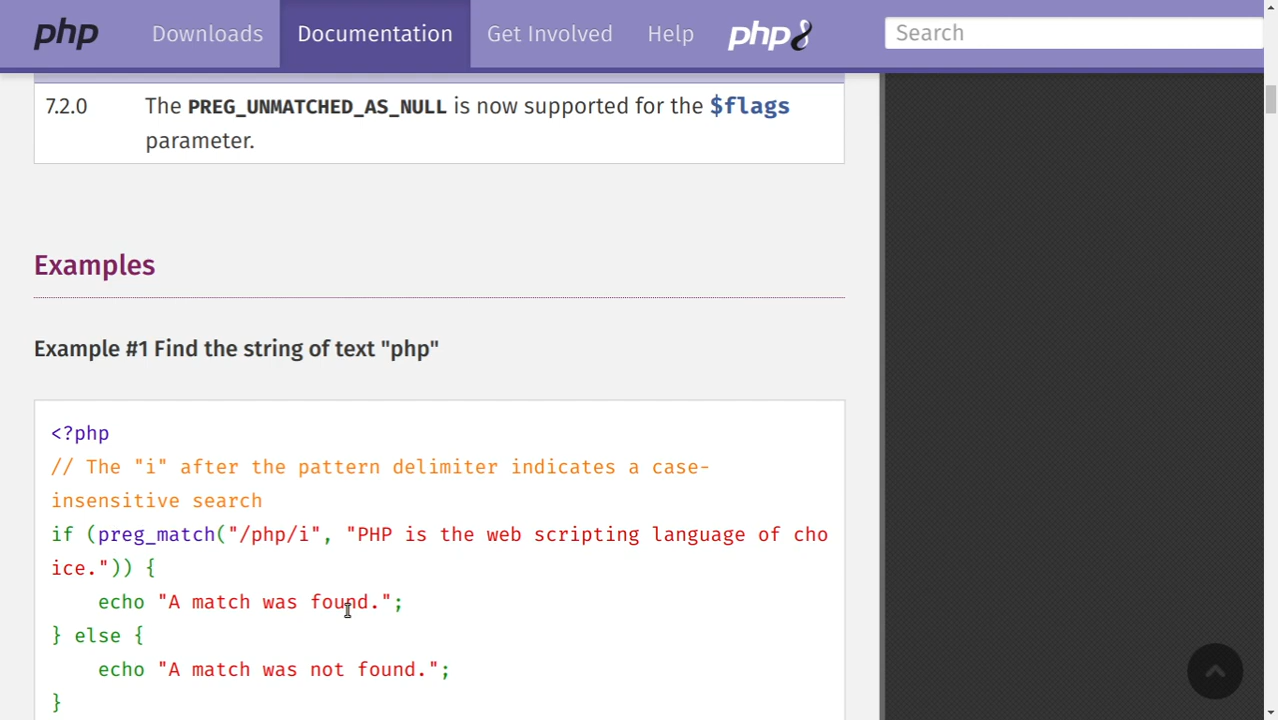 php Downloads Documentation Get Involved Help php8 Search
7.2.0 The PREG_UNMATCHED_AS_NULL is now supported for the $flags
parameter.
Examples
Example #1 Find the string of text "php"
<?php
// The "i" after the pattern delimiter indicates a case-
insensitive search
if (preg_match("/php/i", "PHP is the web scripting language of cho
ice.")) {
    echo "A match was found.";
} else {
    echo "A match was not found.";
}